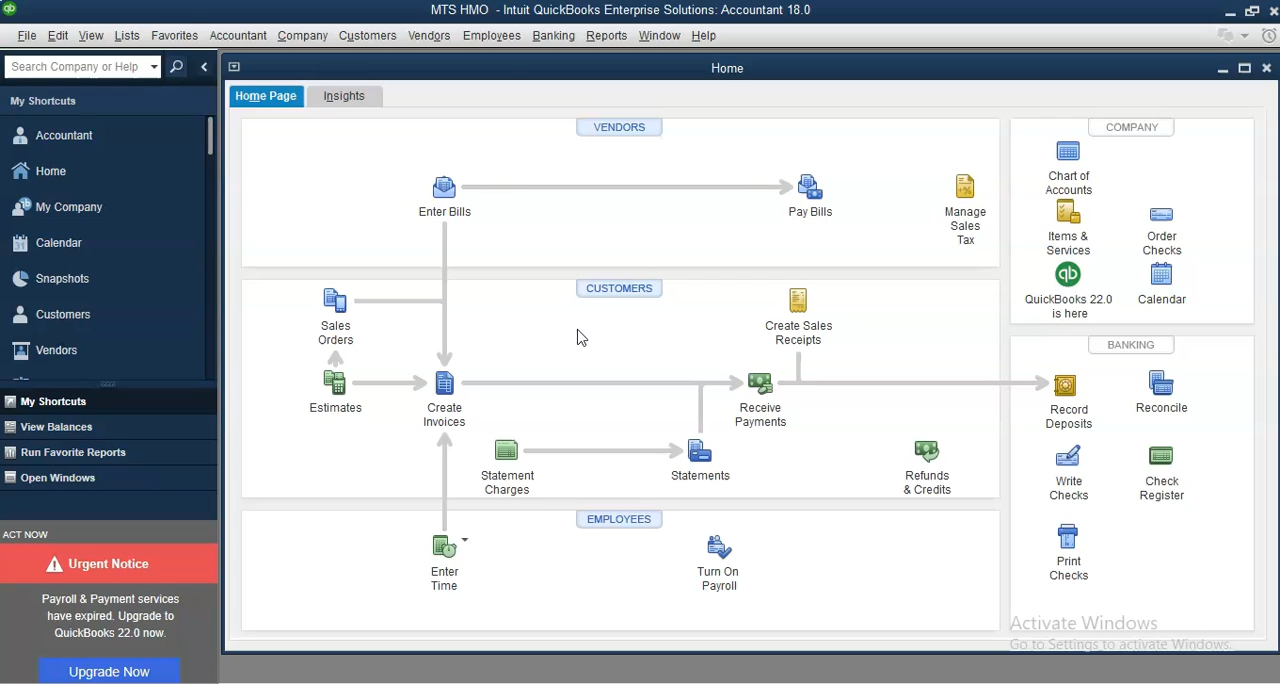 qb
MTS HMO - Intuit QuickBooks Enterprise Solutions: Accountant 18.0
File Edit View Lists Favorites Accountant Company Customers Vendors Employees Banking Reports Window Help
Search Company or Help
My Shortcuts
Accountant
Home
My Company
31
Calendar
Snapshots
Customers
Vendors
My Shortcuts
View Balances
Run Favorite Reports
Open Windows
ACT NOW
Urgent Notice
Payroll & Payment services
have expired. Upgrade to
QuickBooks 22.0 now.
Upgrade Now
Home
Home Page Insights
VENDORS
Enter Bills
Pay Bills
Manage
Sales
Tax
CUSTOMERS
Sales
Orders
Create Sales
Receipts
Estimates
Create
Invoices
Receive
Payments
Statement
Charges
Statements
Refunds
& Credits
EMPLOYEES
Enter
Time
Turn On
Payroll
COMPANY
Chart of
Accounts
Items &
Services
Order
Checks
qb
QuickBooks 22.0
is here
Calendar
BANKING
Record
Deposits
Reconcile
Write
Checks
Check
Register
Print
Checks
Activate Windows
Go to Settings to activate Windows.